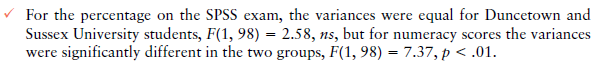 ✓ For the percentage on the SPSS exam, the variances were equal for Duncetown and
Sussex University students, F(1, 98) = 2.58, ns, but for numeracy scores the variances
were significantly different in the two groups, F(1, 98) = 7.37, p < .01.